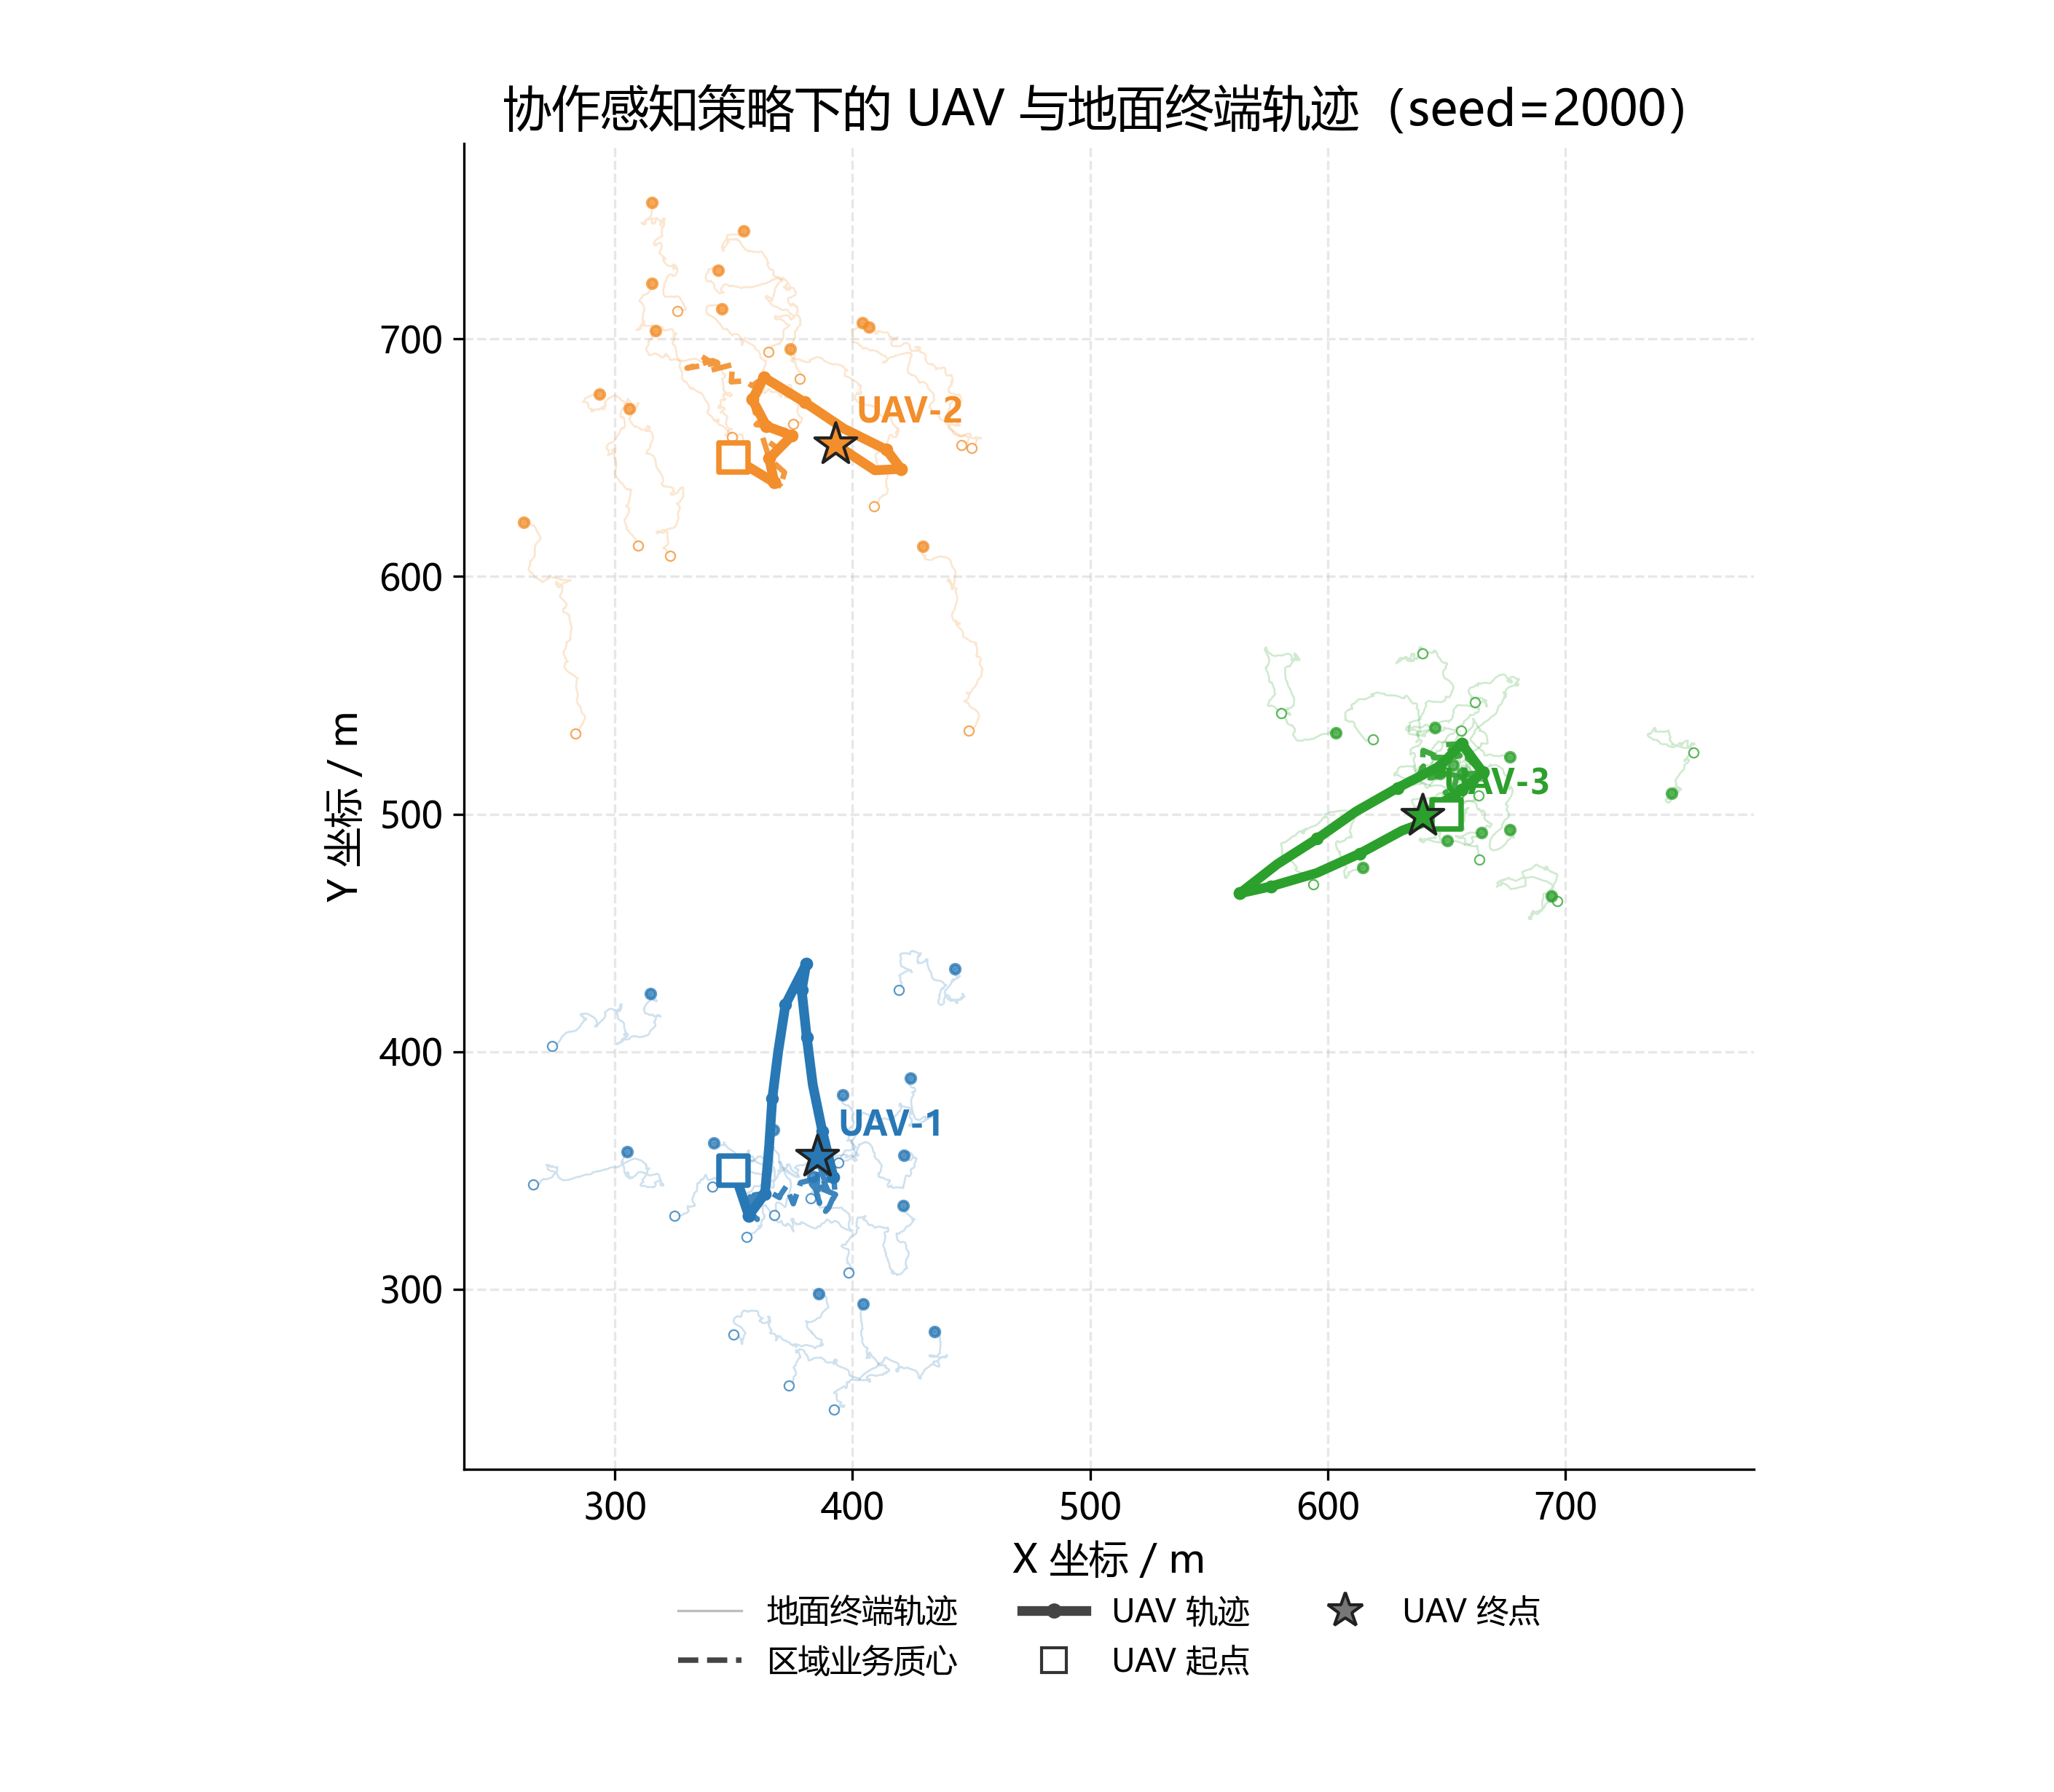 协作感知策略下的 UAV 与地面终端轨迹（seed=2000）
700
UAV-2
600
Y 坐标 / m
UAV-3
500
400
UAV-1
300
300 400 500 600 700
X 坐标 / m
地面终端轨迹 UAV 轨迹 UAV 终点
区域业务质心 UAV 起点